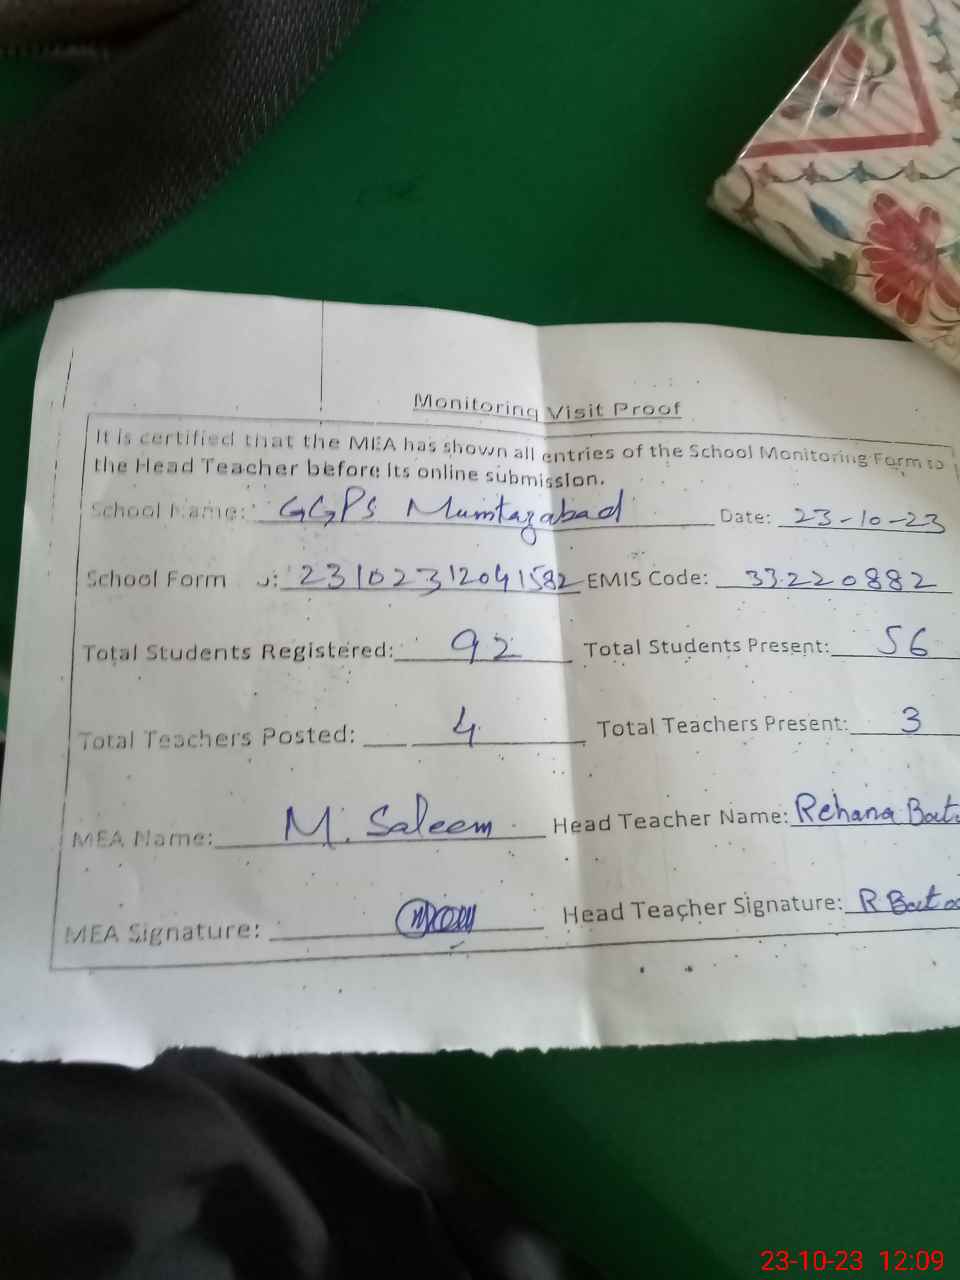 Monitoring Visit Proof
It is certified that the MEA has shown all entries of the School Monitoring Form to
the Head Teacher before its online submission.
School Name: GGPS Mumtazabad Date: 23-10-23
School Form o: 23102312041582 EMIS Code: 33220882
Total Students Registered: 92 Total Students Present: 56
Total Teachers Posted: 4 Total Teachers Present: 3
MEA Name: M. Saleem Head Teacher Name: Rehana
MEA Signature: Head Teacher Signature: R
23-10-23 12:09